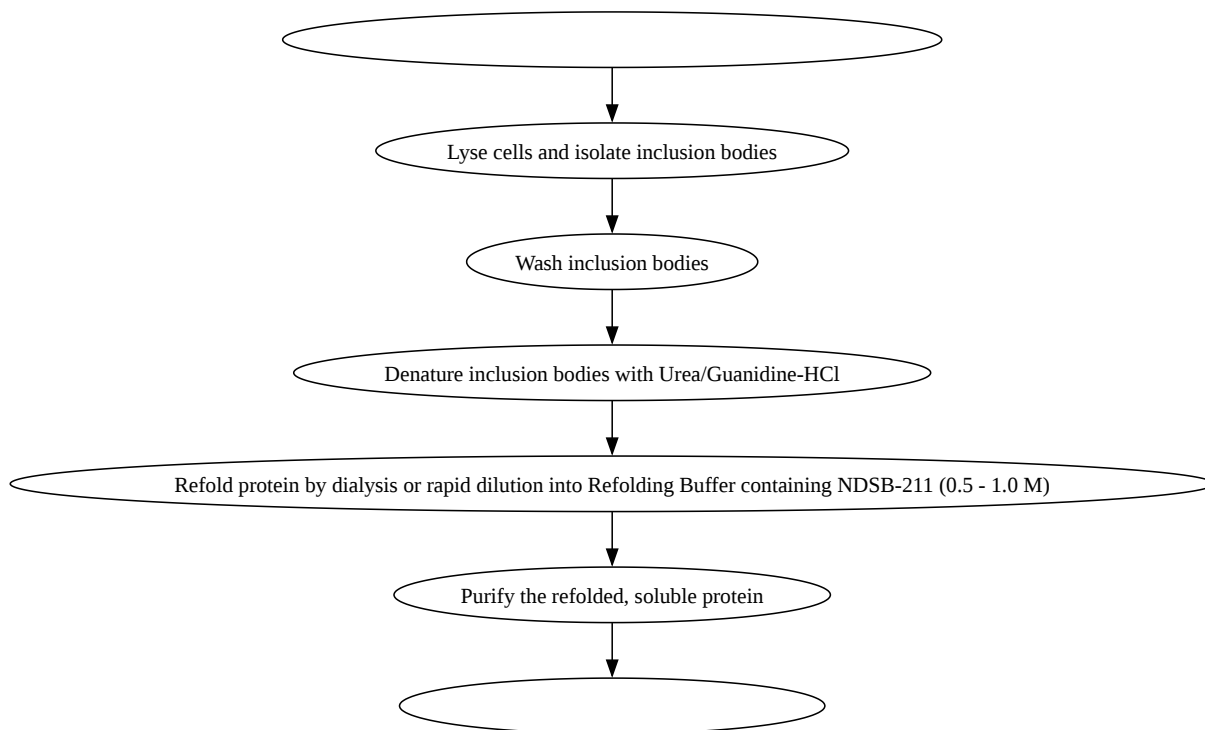 Lyse cells and isolate inclusion bodies
Wash inclusion bodies
Denature inclusion bodies with Urea/Guanidine-HCl
Refold protein by dialysis or rapid dilution into Refolding Buffer containing NDSB-211 (0.5 - 1.0 M)
Purify the refolded, soluble protein